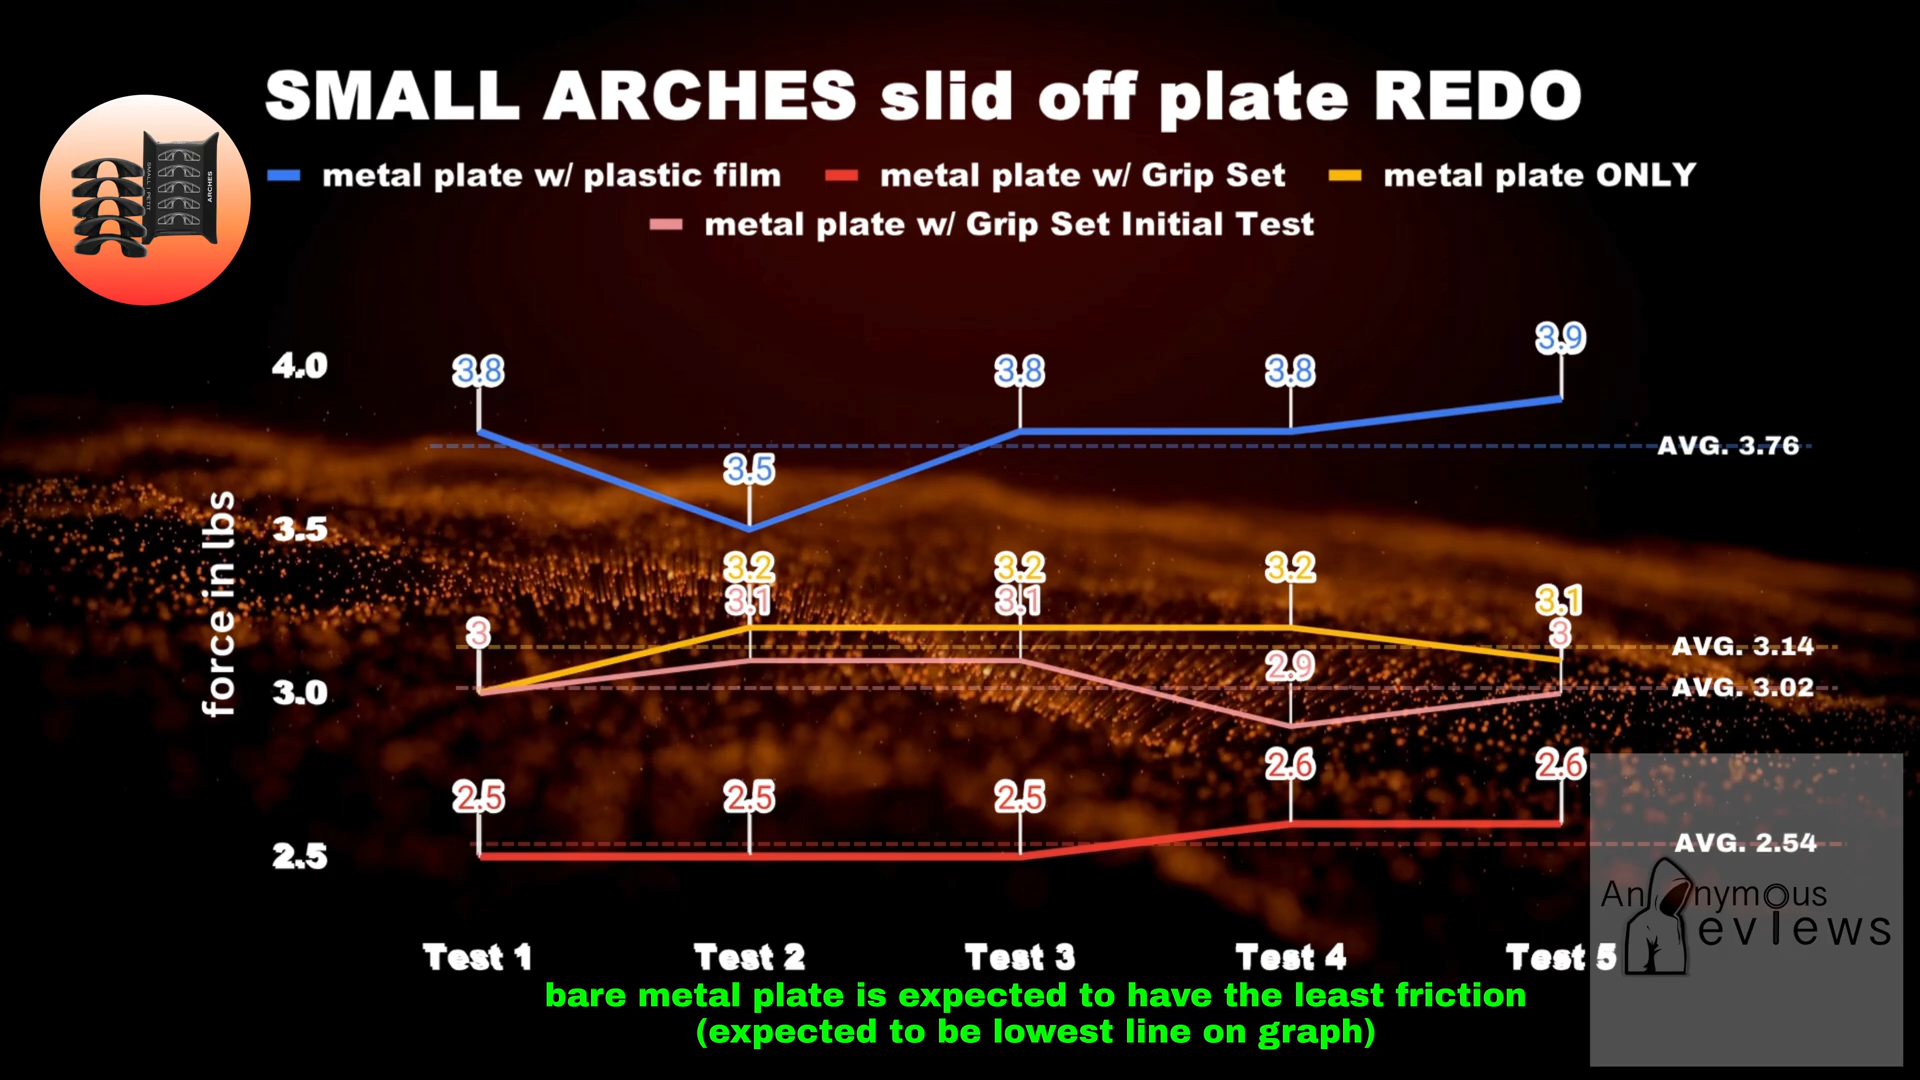 SMALL ARCHES slid off plate REDO
metal plate w/ plastic film metal plate w/ Grip Set metal plate ONLY
metal plate w/ Grip Set Initial Test
ARCHES
force in lbs
4.0
3.5
3.0
2.5
3.8
3.5
3.8
3.8
3.9
AVG. 3.76
3.2
3.2
3.2
3.1
AVG. 3.14
3
3.1
3.1
2.9
3
AVG. 3.02
2.5
2.5
2.5
2.6
2.6
AVG. 2.54
Test 1 Test 2 Test 3 Test 4 Test 5
bare metal plate is expected to have the least friction
(expected to be lowest line on graph)
Anonymous
Reviews